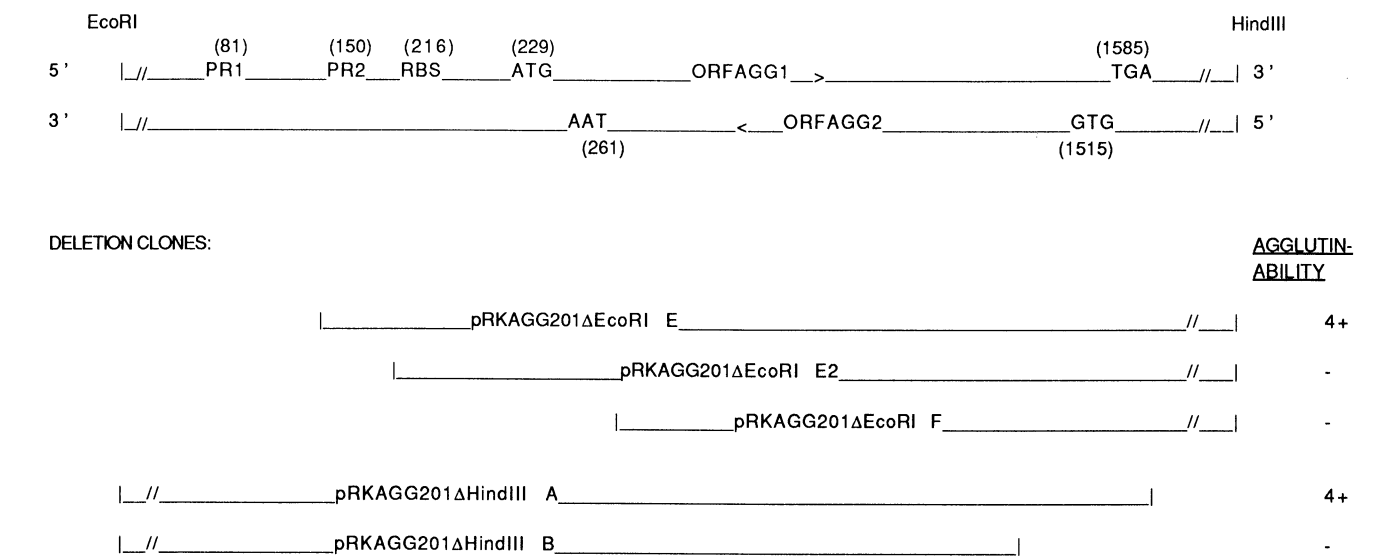 EcoRI HindIII
(81) (150) (216) (229) (1585)
5' PR1 PR2 RBS ATG ORFAGG1 > TGA 3'
3' AAT < ORFAGG2 GTG 5'
(261) (1515)
DELETION CLONES: AGGLUTIN-
ABILITY
pRKAGG201ΔEcoRI E 4+
pRKAGG201ΔEcoRI E2 -
pRKAGG201ΔEcoRI F -
pRKAGG201ΔHindIII A 4+
pRKAGG201ΔHindIII B -